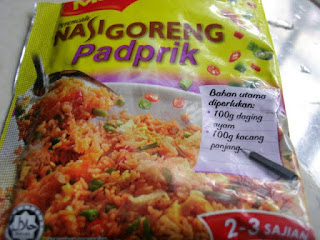 NASI GORENG
Padprik
Bahan utama
diperlukan:
• 100g daging
ayam
• 100g kacang
panjang
2-3 SAJIAN